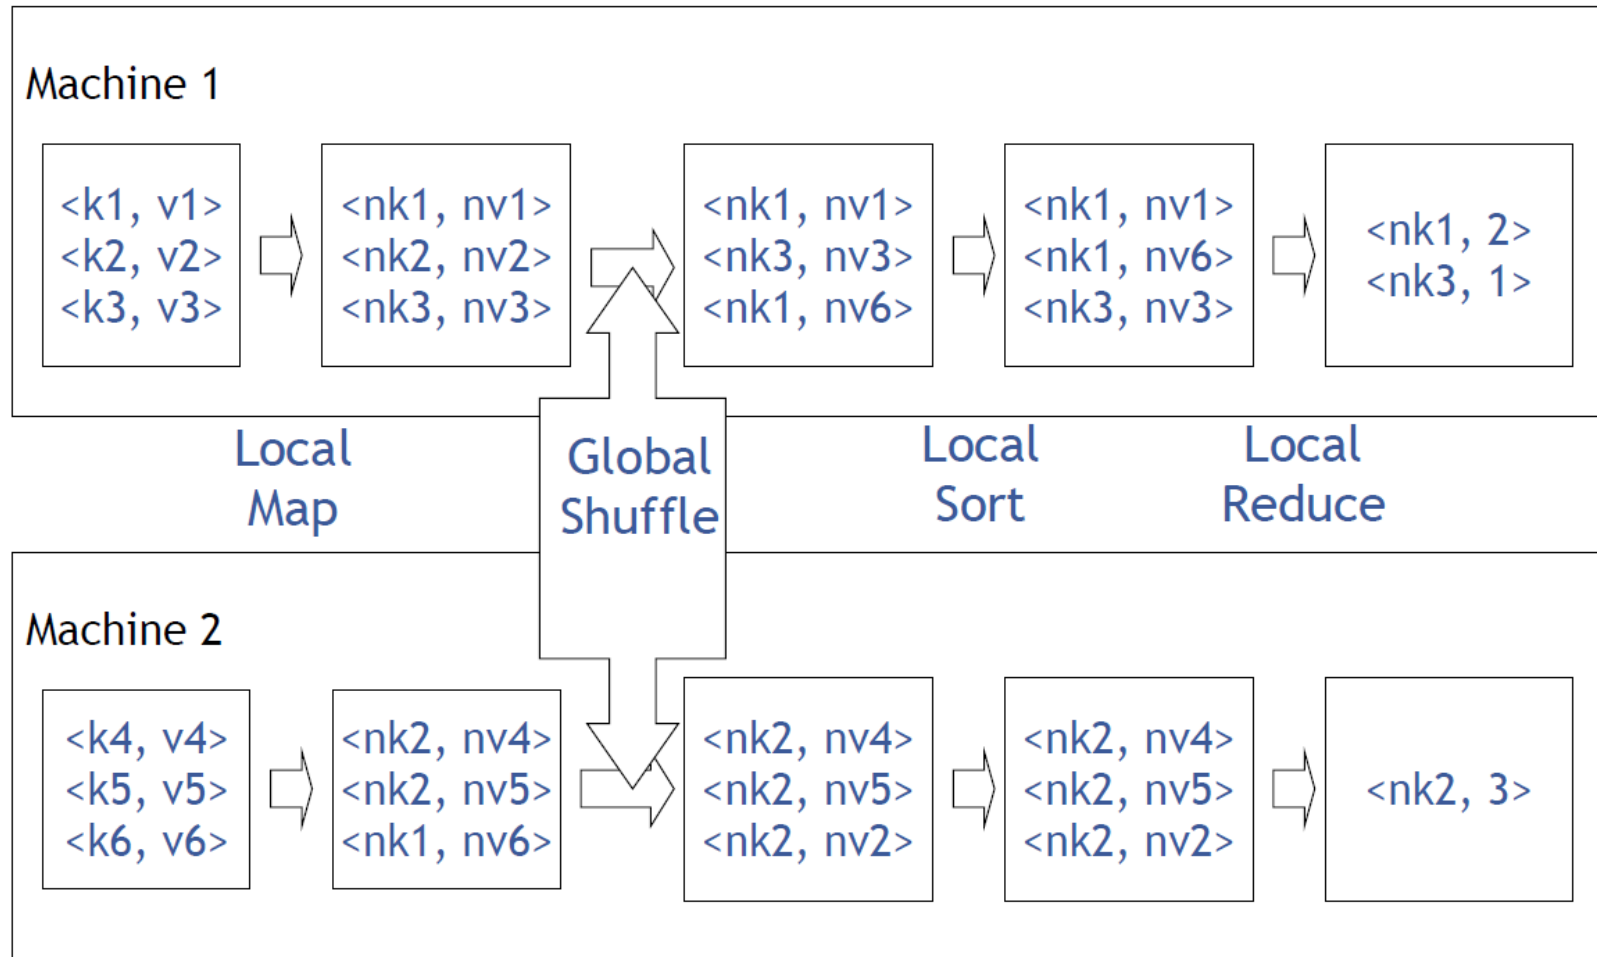 Machine 1
<k1, v1>
<k2, v2>
<k3, v3>
<nk1, nv1>
<nk2, nv2>
<nk3, nv3>
<nk1, nv1>
<nk3, nv3>
<nk1, nv6>
<nk1, nv1>
<nk1, nv6>
<nk3, nv3>
<nk1, 2>
<nk3, 1>
Local
Map
Global
Shuffle
Local
Sort
Local
Reduce
Machine 2
<k4, v4>
<k5, v5>
<k6, v6>
<nk2, nv4>
<nk2, nv5>
<nk1, nv6>
<nk2, nv4>
<nk2, nv5>
<nk2, nv2>
<nk2, nv4>
<nk2, nv5>
<nk2, nv2>
<nk2, 3>